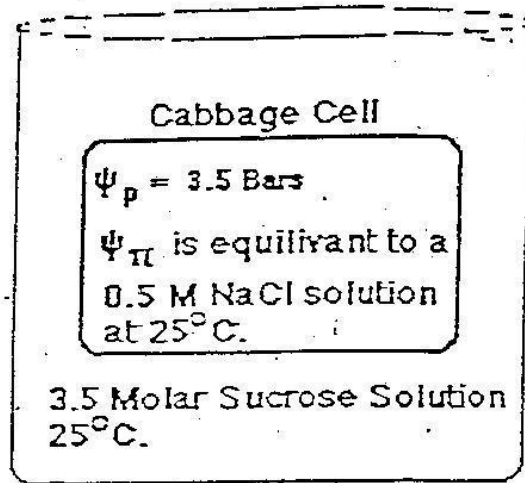 Cabbage Cell
Ψp = 3.5 Bars
Ψπ is equilivant to a
0.5 M NaCl solution
at 25°C.
3.5 Molar Sucrose Solution
25°C.